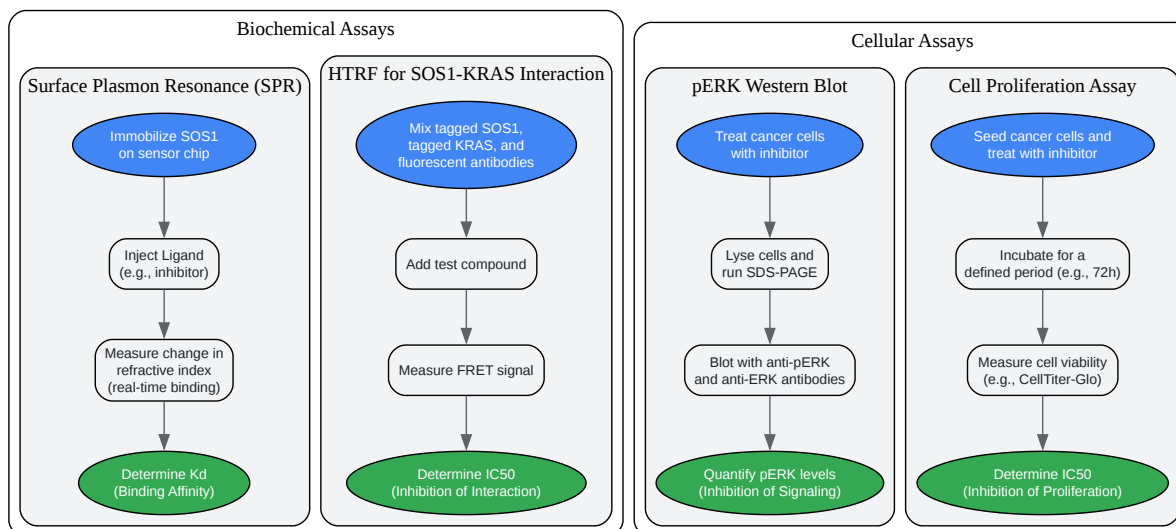 Biochemical Assays
Surface Plasmon Resonance (SPR)
Immobilize SOS1
on sensor chip
Inject Ligand
(e.g., inhibitor)
Measure change in
refractive index
(real-time binding)
Determine Kd
(Binding Affinity)
HTRF for SOS1-KRAS Interaction
Mix tagged SOS1,
tagged KRAS, and
fluorescent antibodies
Add test compound
Measure FRET signal
Determine IC50
(Inhibition of Interaction)
Cellular Assays
pERK Western Blot
Treat cancer cells
with inhibitor
Lyse cells and
run SDS-PAGE
Blot with anti-pERK
and anti-ERK antibodies
Quantify pERK levels
(Inhibition of Signaling)
Cell Proliferation Assay
Seed cancer cells and
treat with inhibitor
Incubate for a
defined period (e.g., 72h)
Measure cell viability
(e.g., CellTiter-Glo)
Determine IC50
(Inhibition of Proliferation)